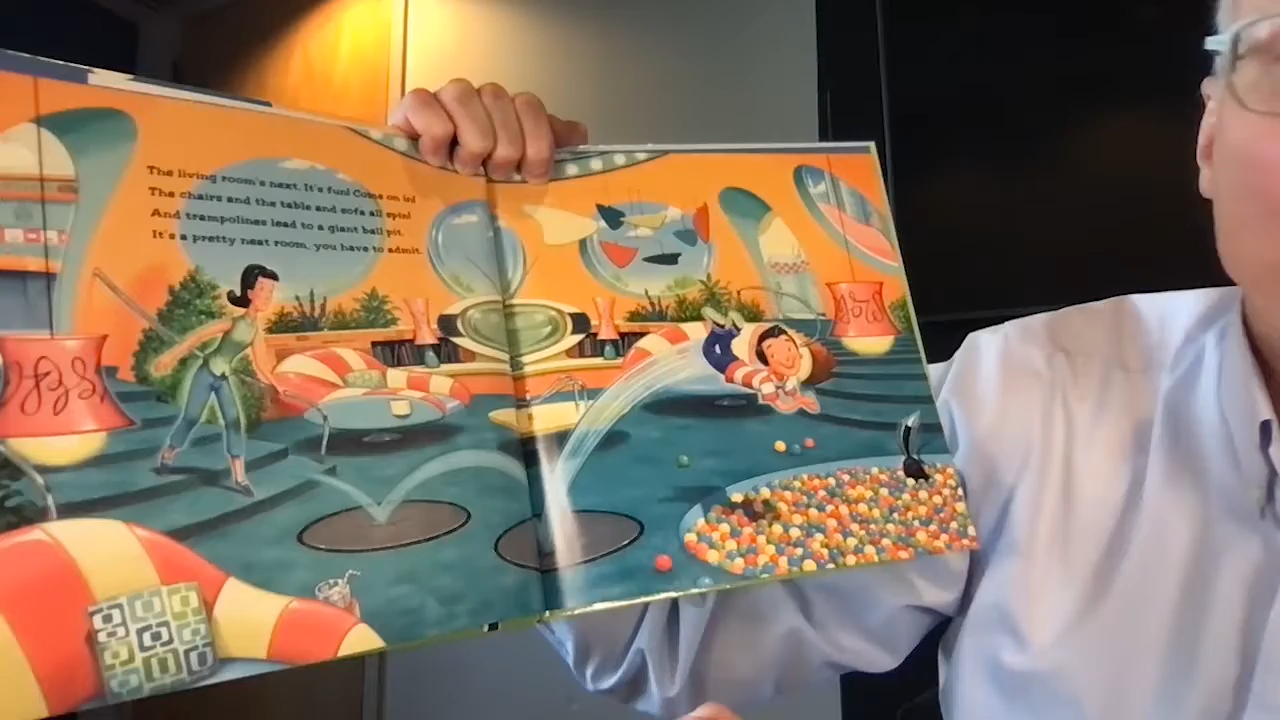 The living room's next. It's fun! Come on in!
The chairs and the table and sofa all spin!
And trampolines lead to a giant ball pit.
It's a pretty neat room, you have to admit.